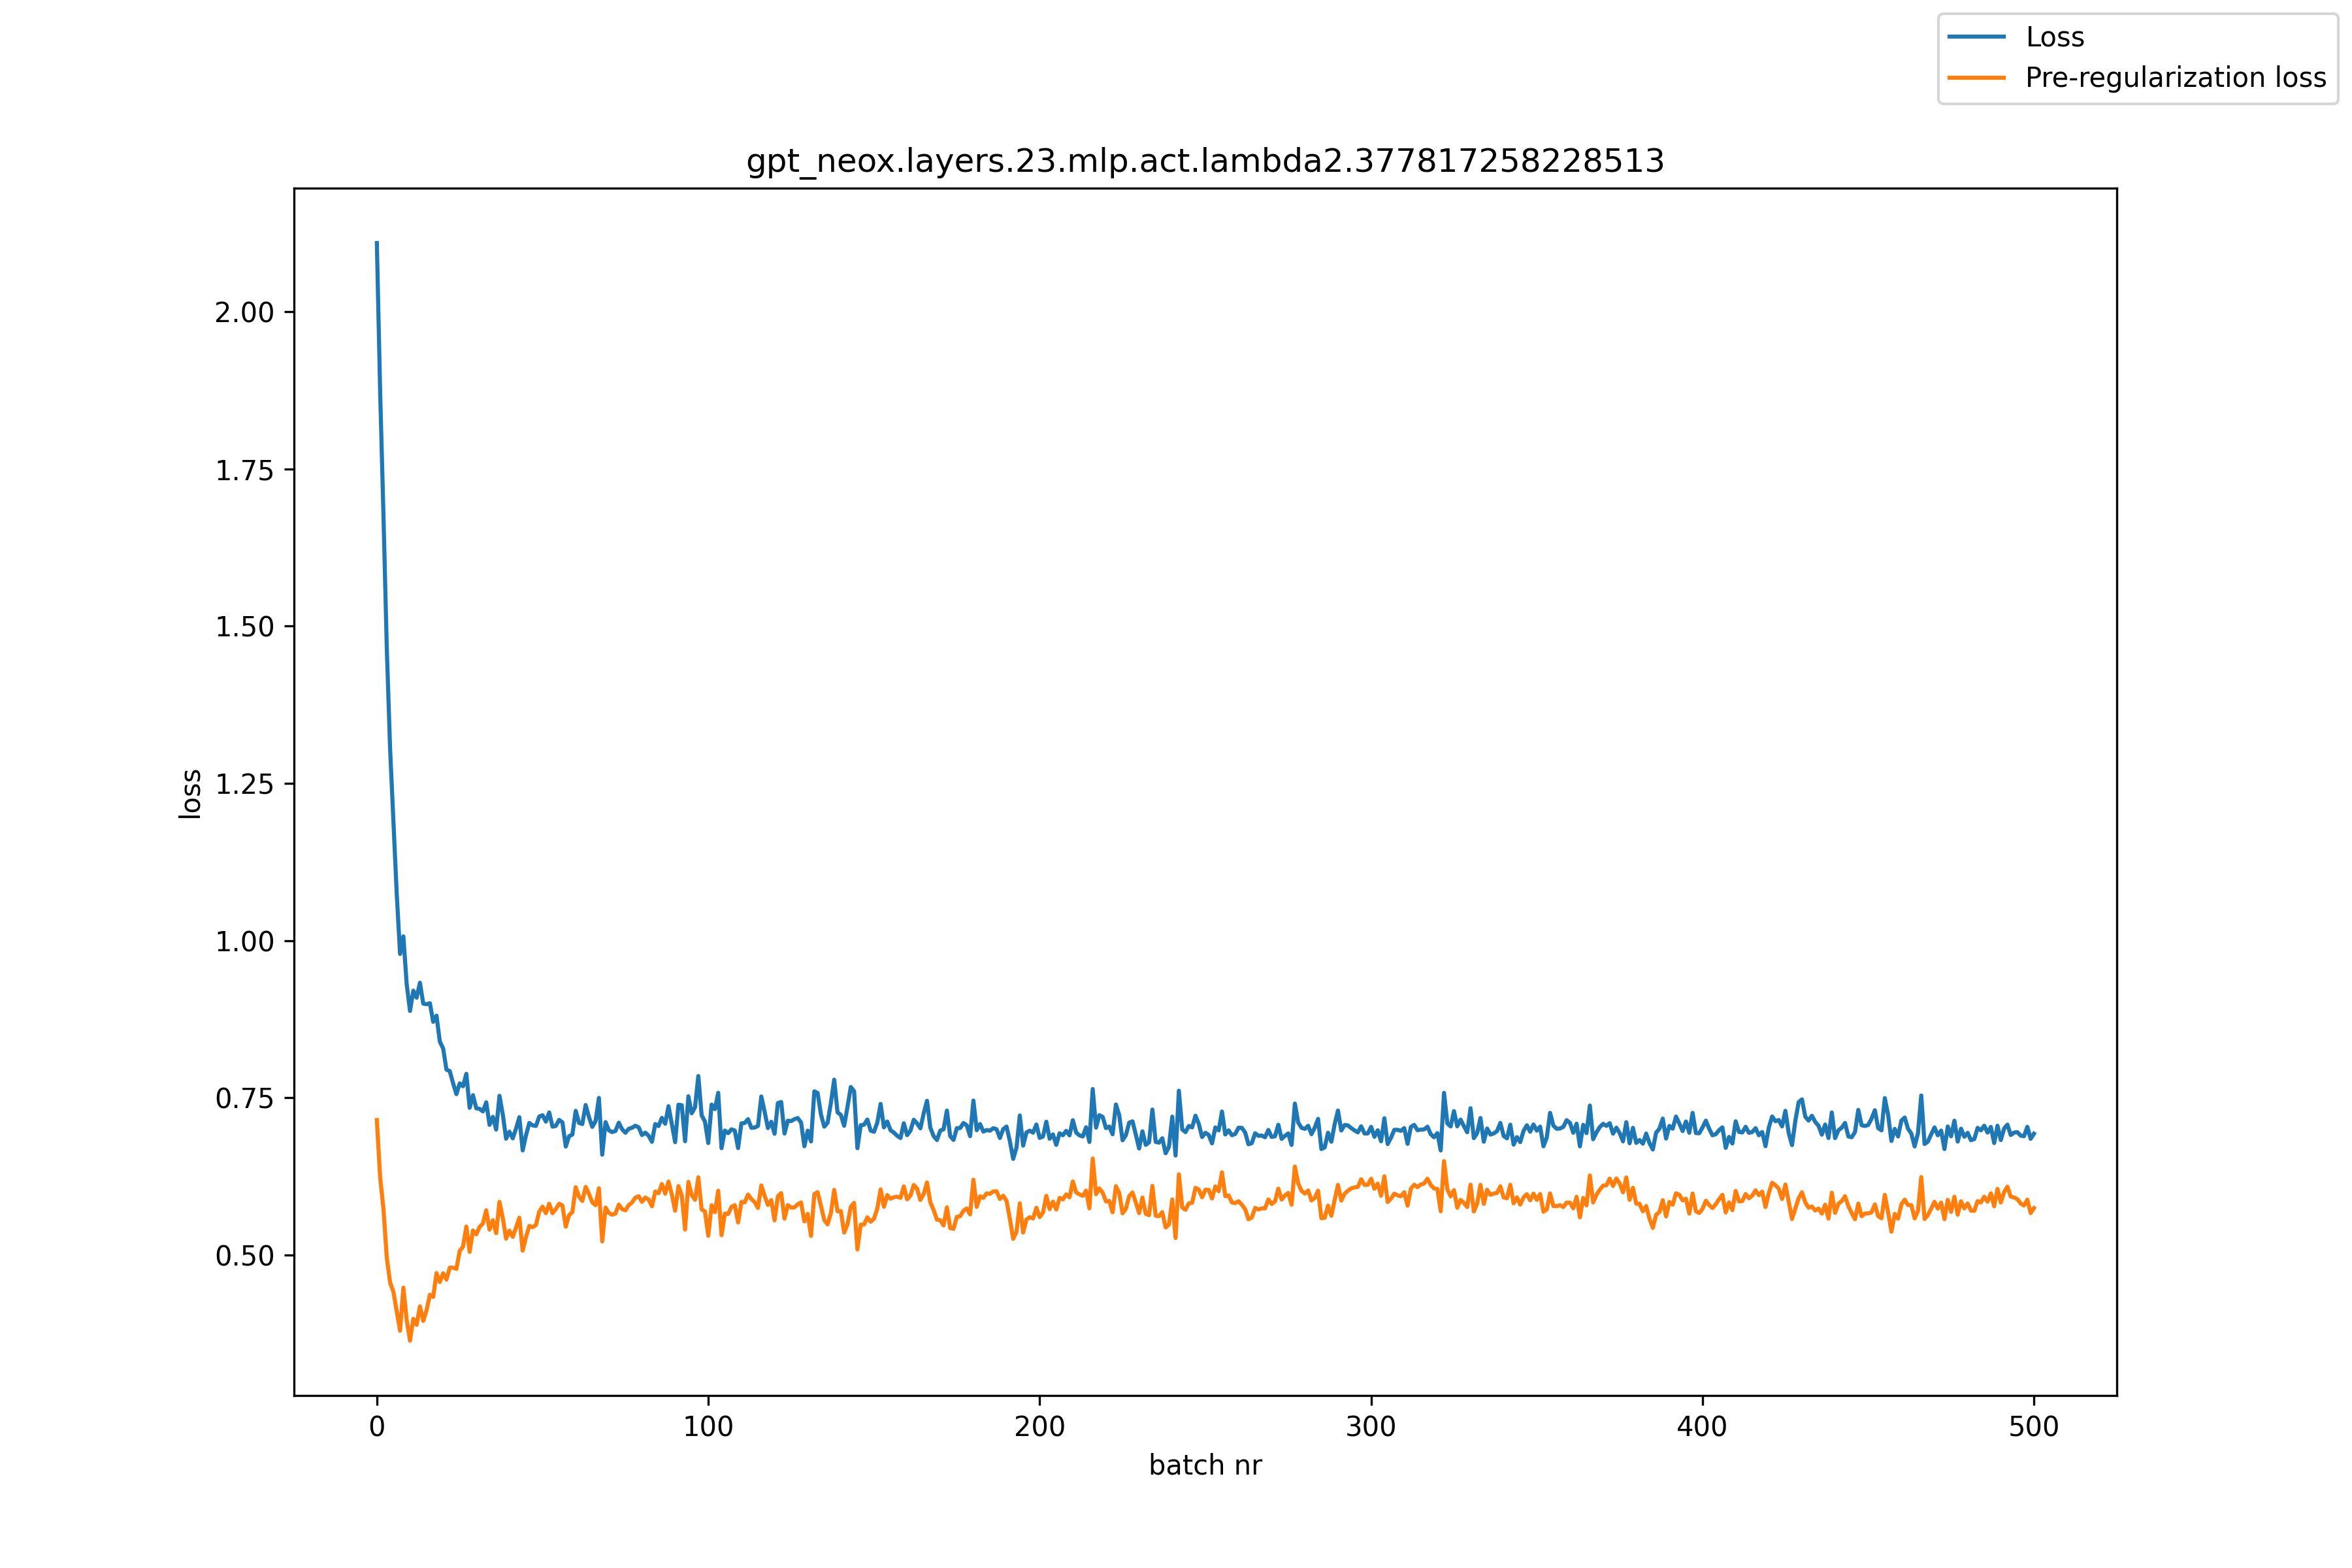 Loss
Pre-regularization loss
gpt_neox.layers.23.mlp.act.lambda2.377817258228513
2.00
1.75
1.50
1.25
1.00
0.75
0.50
loss
0 100 200 300 400 500
batch nr